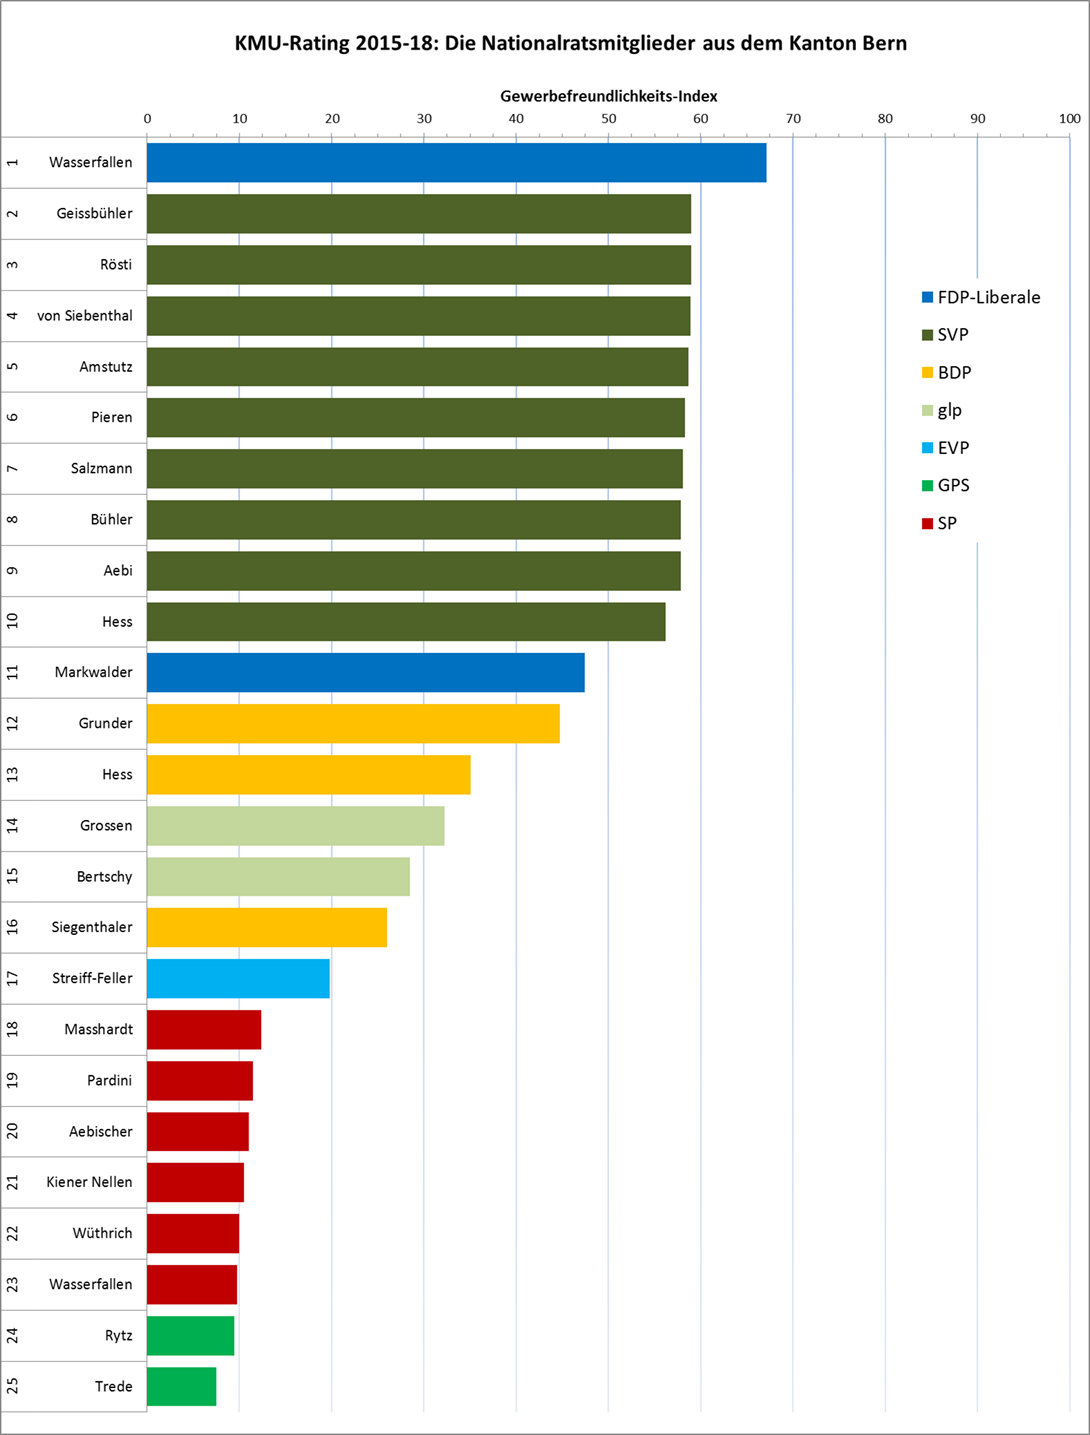 KMU-Rating 2015-18: Die Nationalratsmitglieder aus dem Kanton Bern
Gewerbefreundlichkeits-Index
0 10 20 30 40 50 60 70 80 90 100
1 Wasserfallen
2 Geissbühler
3 Rösti
4 von Siebenthal
5 Amstutz
6 Pieren
7 Salzmann
8 Bühler
9 Aebi
10 Hess
11 Markwalder
12 Grunder
13 Hess
14 Grossen
15 Bertschy
16 Siegenthaler
17 Streiff-Feller
18 Masshardt
19 Pardini
20 Aebischer
21 Kiener Nellen
22 Wüthrich
23 Wasserfallen
24 Rytz
25 Trede
FDP-Liberale
SVP
BDP
glp
EVP
GPS
SP